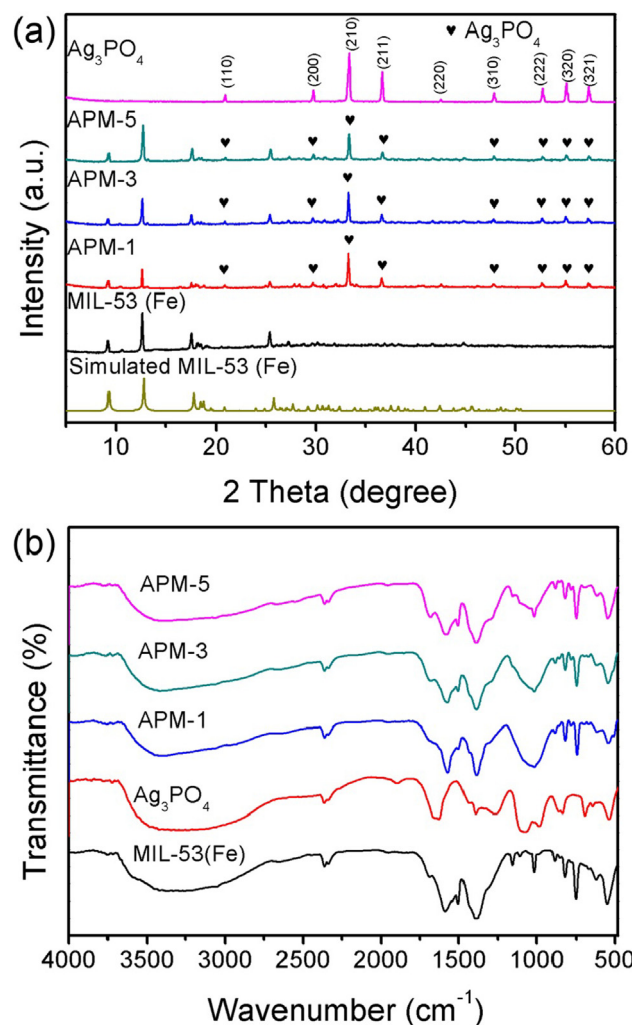 (a)
Ag₃PO₄
♥ Ag₃PO₄
(110)
(200)
(210)
(211)
(220)
(310)
(222)
(320)
(321)
APM-5
APM-3
APM-1
MIL-53 (Fe)
Simulated MIL-53 (Fe)
Intensity (a.u.)
10 20 30 40 50 60
2 Theta (degree)
(b)
APM-5
APM-3
APM-1
Ag₃PO₄
MIL-53(Fe)
Transmittance (%)
4000 3500 3000 2500 2000 1500 1000 500
Wavenumber (cm⁻¹)